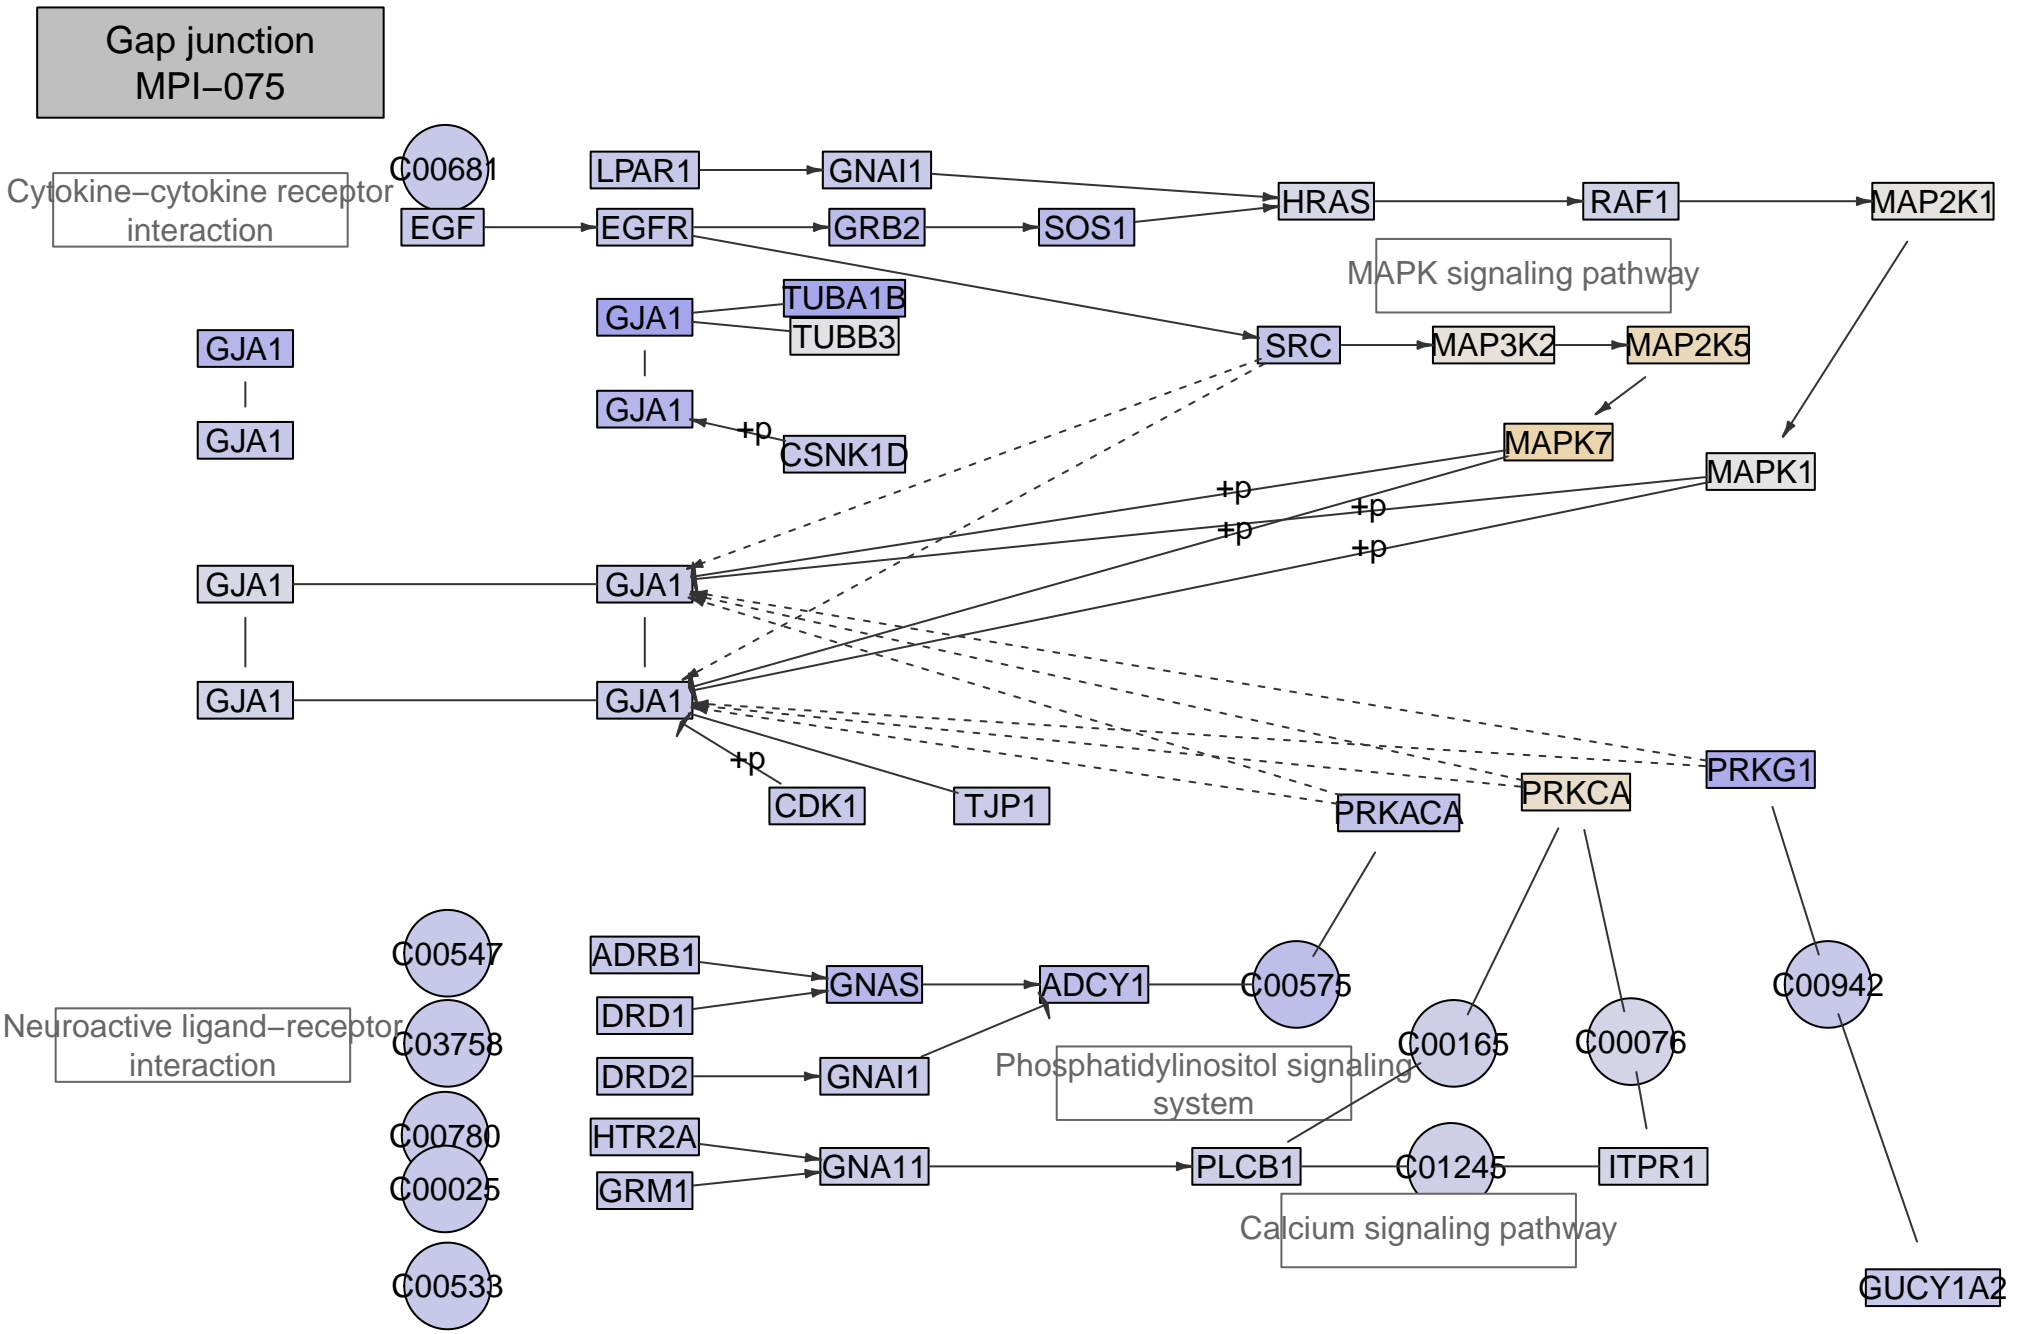 Gap junction
MPI−075
C00681
Cytokine−cytokine receptor
interaction
LPAR1
GNAI1
HRAS
RAF1
MAP2K1
EGF
EGFR
GRB2
SOS1
MAPK signaling pathway
TUBA1B
GJA1
TUBB3
GJA1
SRC
MAP3K2
MAP2K5
GJA1
+p
CSNK1D
GJA1
MAPK7
MAPK1
+p
+p
+p
+p
GJA1
GJA1
GJA1
GJA1
+p
CDK1
TJP1
PRKACA
PRKCA
PRKG1
C00547
ADRB1
GNAS
ADCY1
C00575
C00942
DRD1
Neuroactive ligand−receptor
interaction
C03758
C00165
C00076
DRD2
GNAI1
Phosphatidylinositol signaling
system
C00780
HTR2A
GNA11
PLCB1
C01245
ITPR1
C00025
GRM1
Calcium signaling pathway
C00533
GUCY1A2